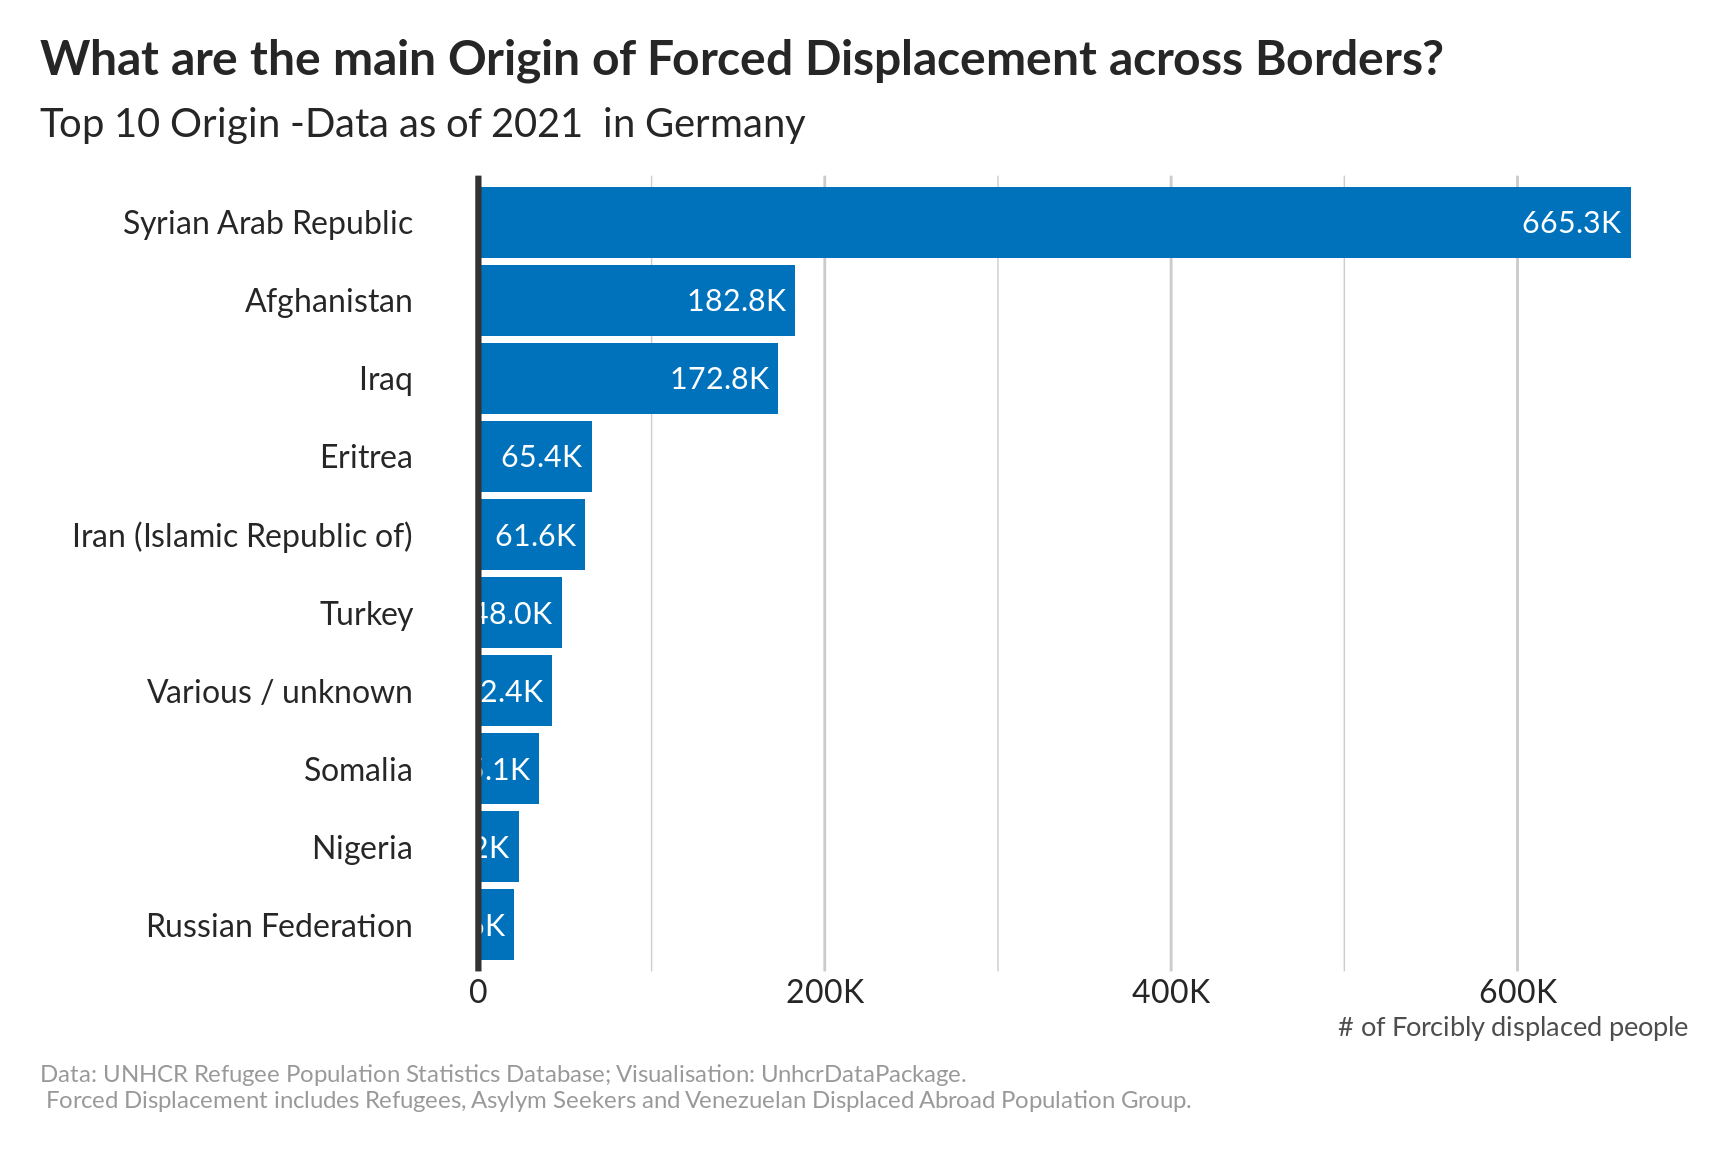 What are the main Origin of Forced Displacement across Borders?
Top 10 Origin -Data as of 2021  in Germany
Syrian Arab Republic 665.3K
Afghanistan 182.8K
Iraq 172.8K
Eritrea 65.4K
Iran (Islamic Republic of) 61.6K
Turkey 48.0K
Various / unknown 2.4K
Somalia .1K
Nigeria 2K
Russian Federation K
0 200K 400K 600K
# of Forcibly displaced people
Data: UNHCR Refugee Population Statistics Database; Visualisation: UnhcrDataPackage.
Forced Displacement includes Refugees, Asylym Seekers and Venezuelan Displaced Abroad Population Group.